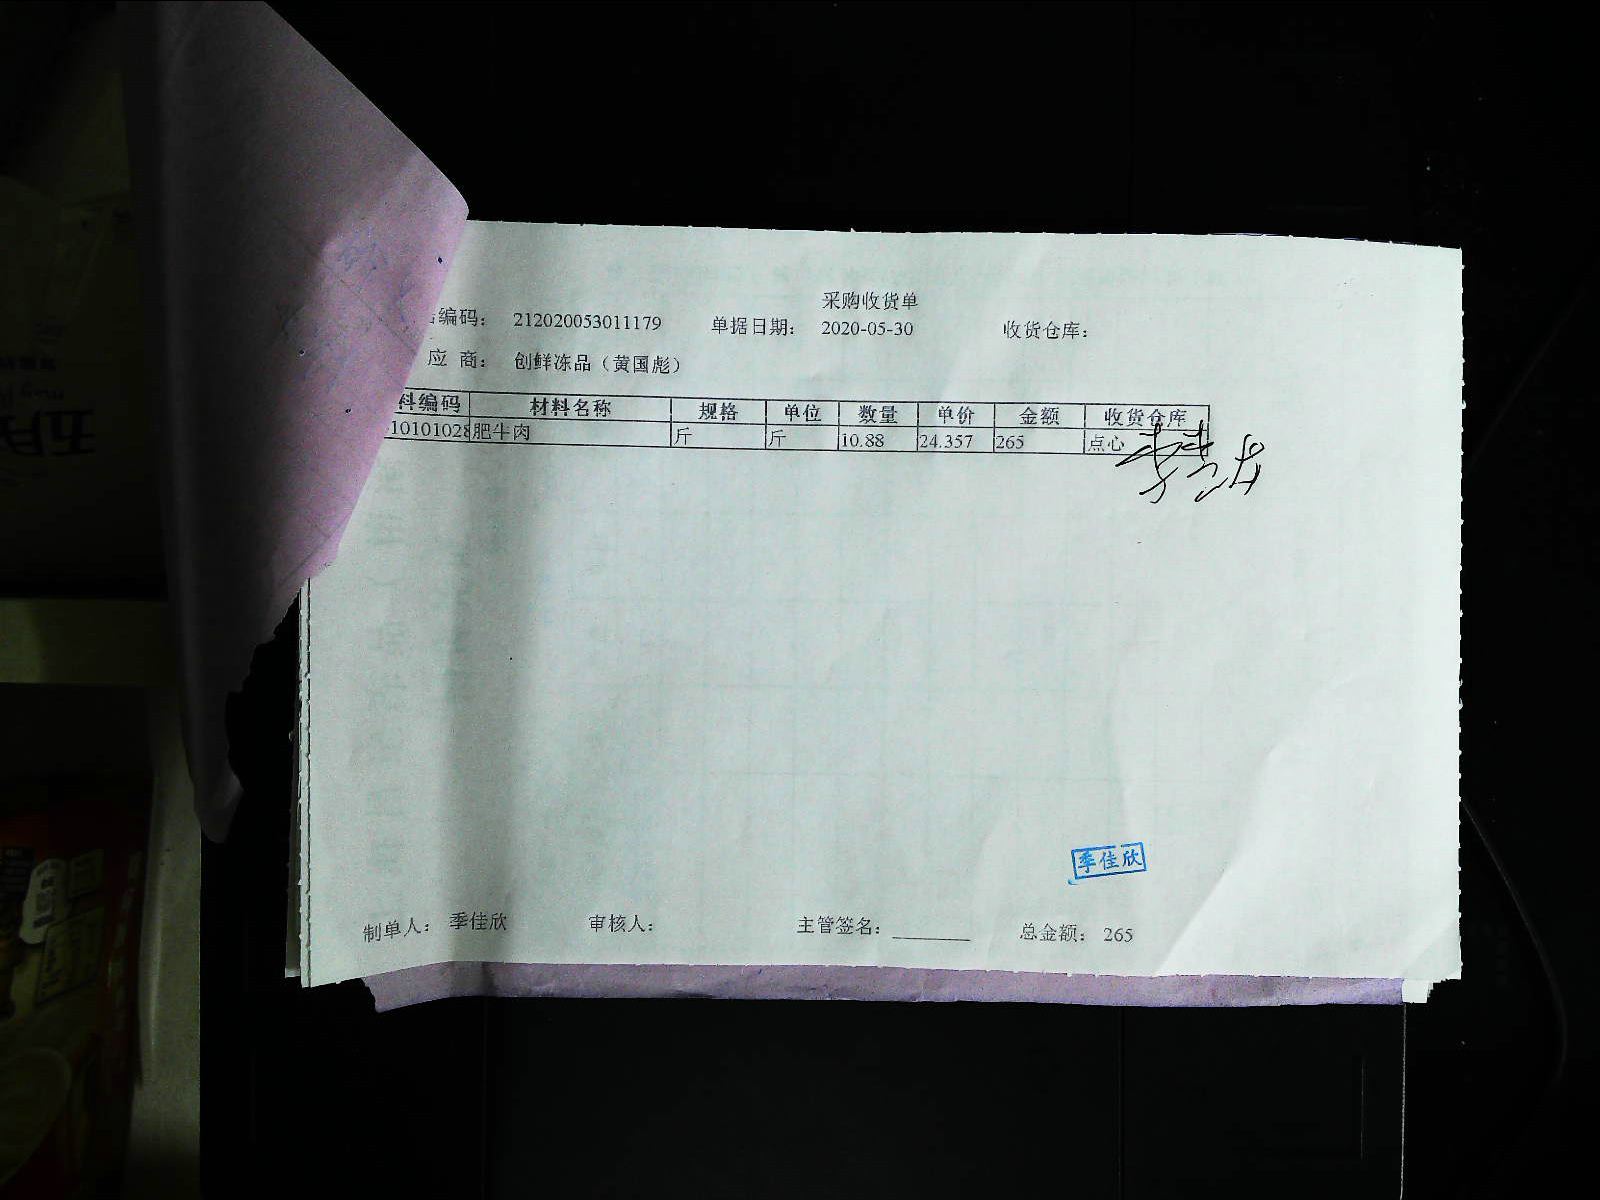 采购收货单
编码： 212020053011179 单据日期： 2020-05-30 收货仓库：
应 商： 创鲜冻品（黄国彪）
料编码 材料名称 规格 单位 数量 单价 金额 收货仓库
10101028 肥牛肉 斤 斤 10.88 24.357 265 点心
季佳欣
制单人： 季佳欣 审核人： 主管签名：________ 总金额： 265